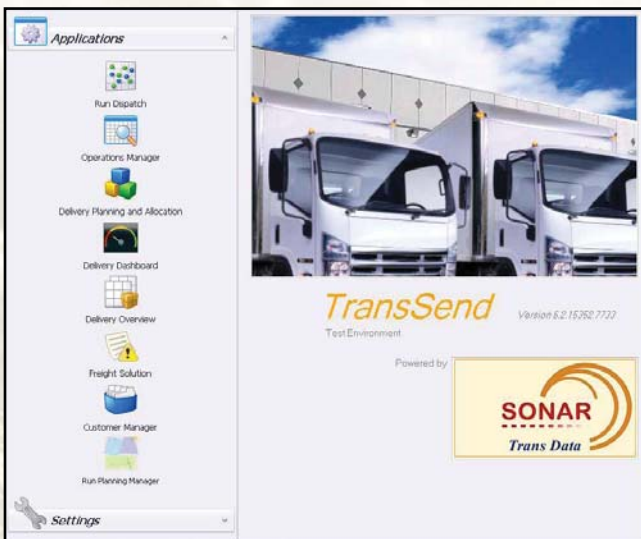 Applications
Run Dispatch
Operations Manager
Delivery Planning and Allocation
Delivery Dashboard
Delivery Overview
Freight Solution
Customer Manager
Run Planning Manager
Settings
TransSend Version 6.2.15352.7733
Test Environment
Powered by
SONAR
Trans Data